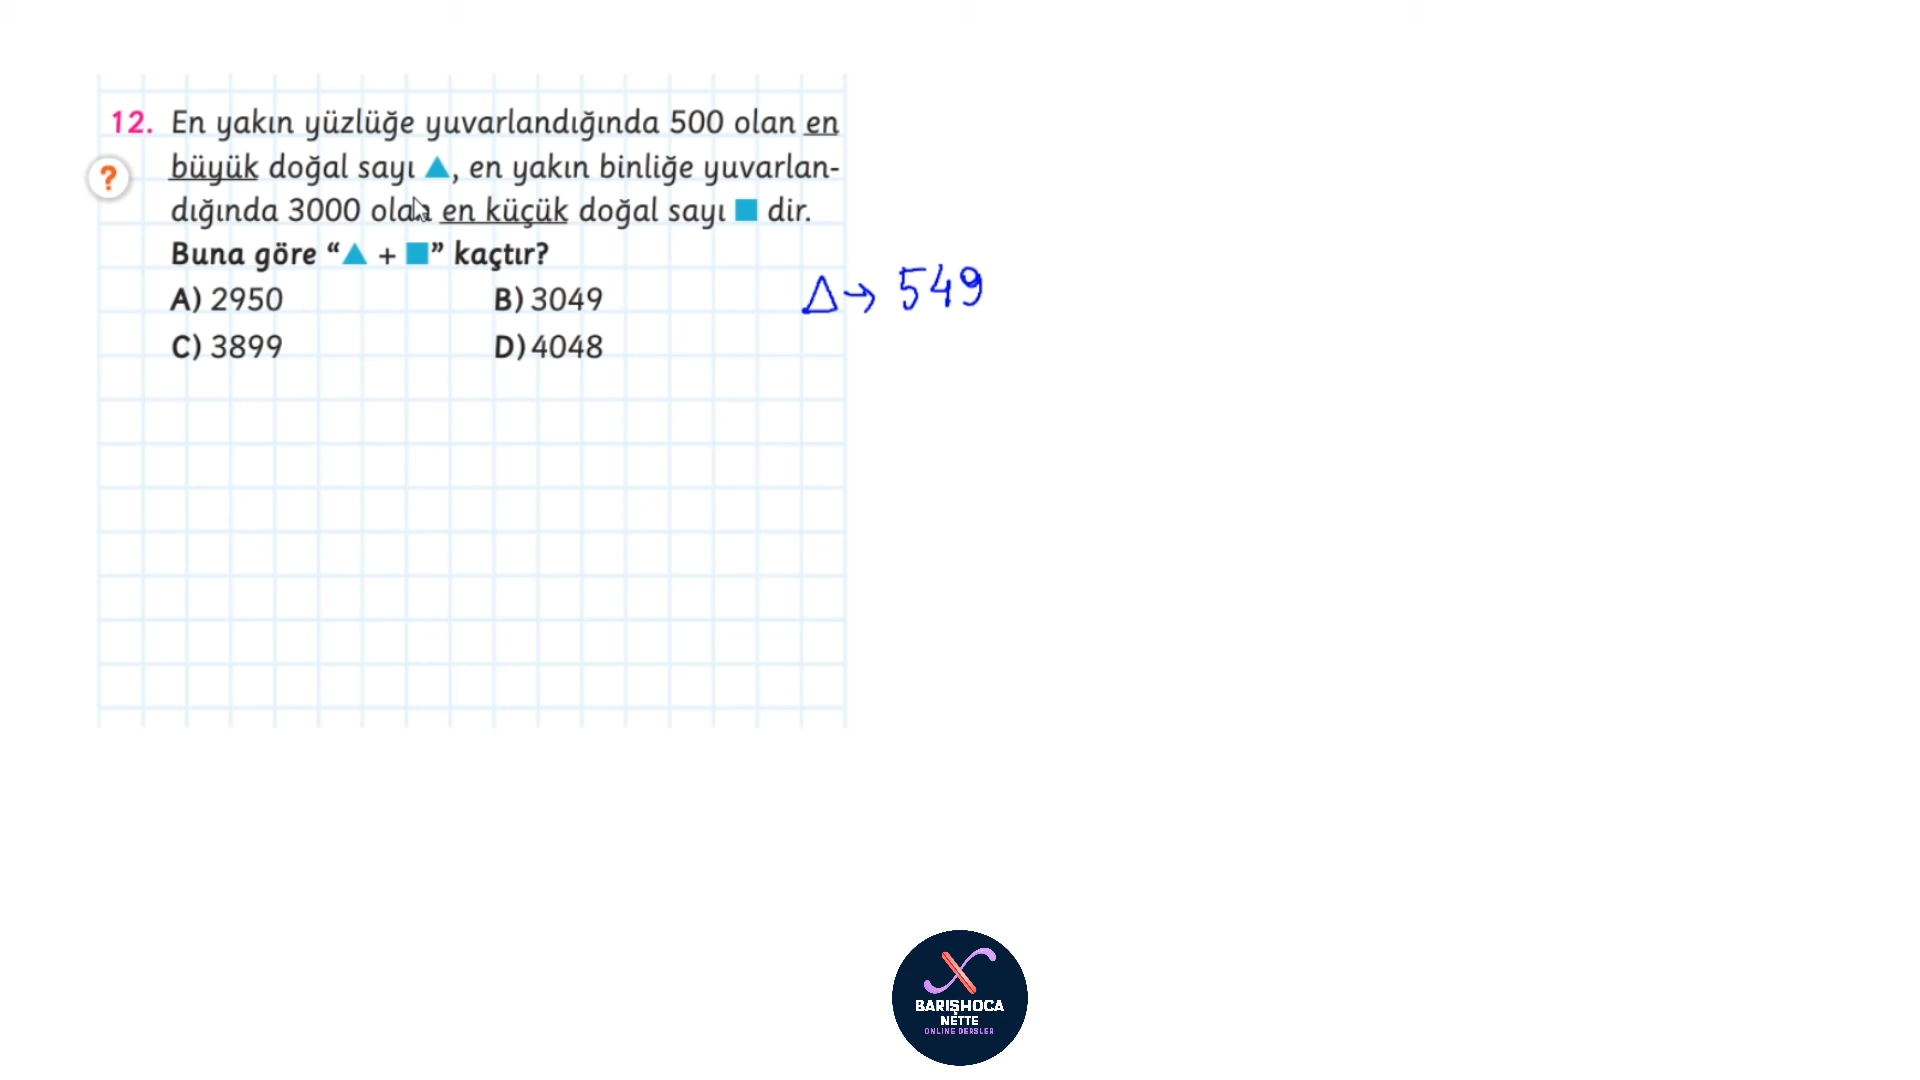 12. En yakın yüzlüğe yuvarlandığında 500 olan en
büyük doğal sayı ▲, en yakın binliğe yuvarlan-
dığında 3000 olan en küçük doğal sayı ■ dir.
Buna göre “▲ + ■” kaçtır?
A) 2950 B) 3049
C) 3899 D) 4048
?
Δ→ 549
BARIŞHOCA
NETTE
ONLINE DERSLER